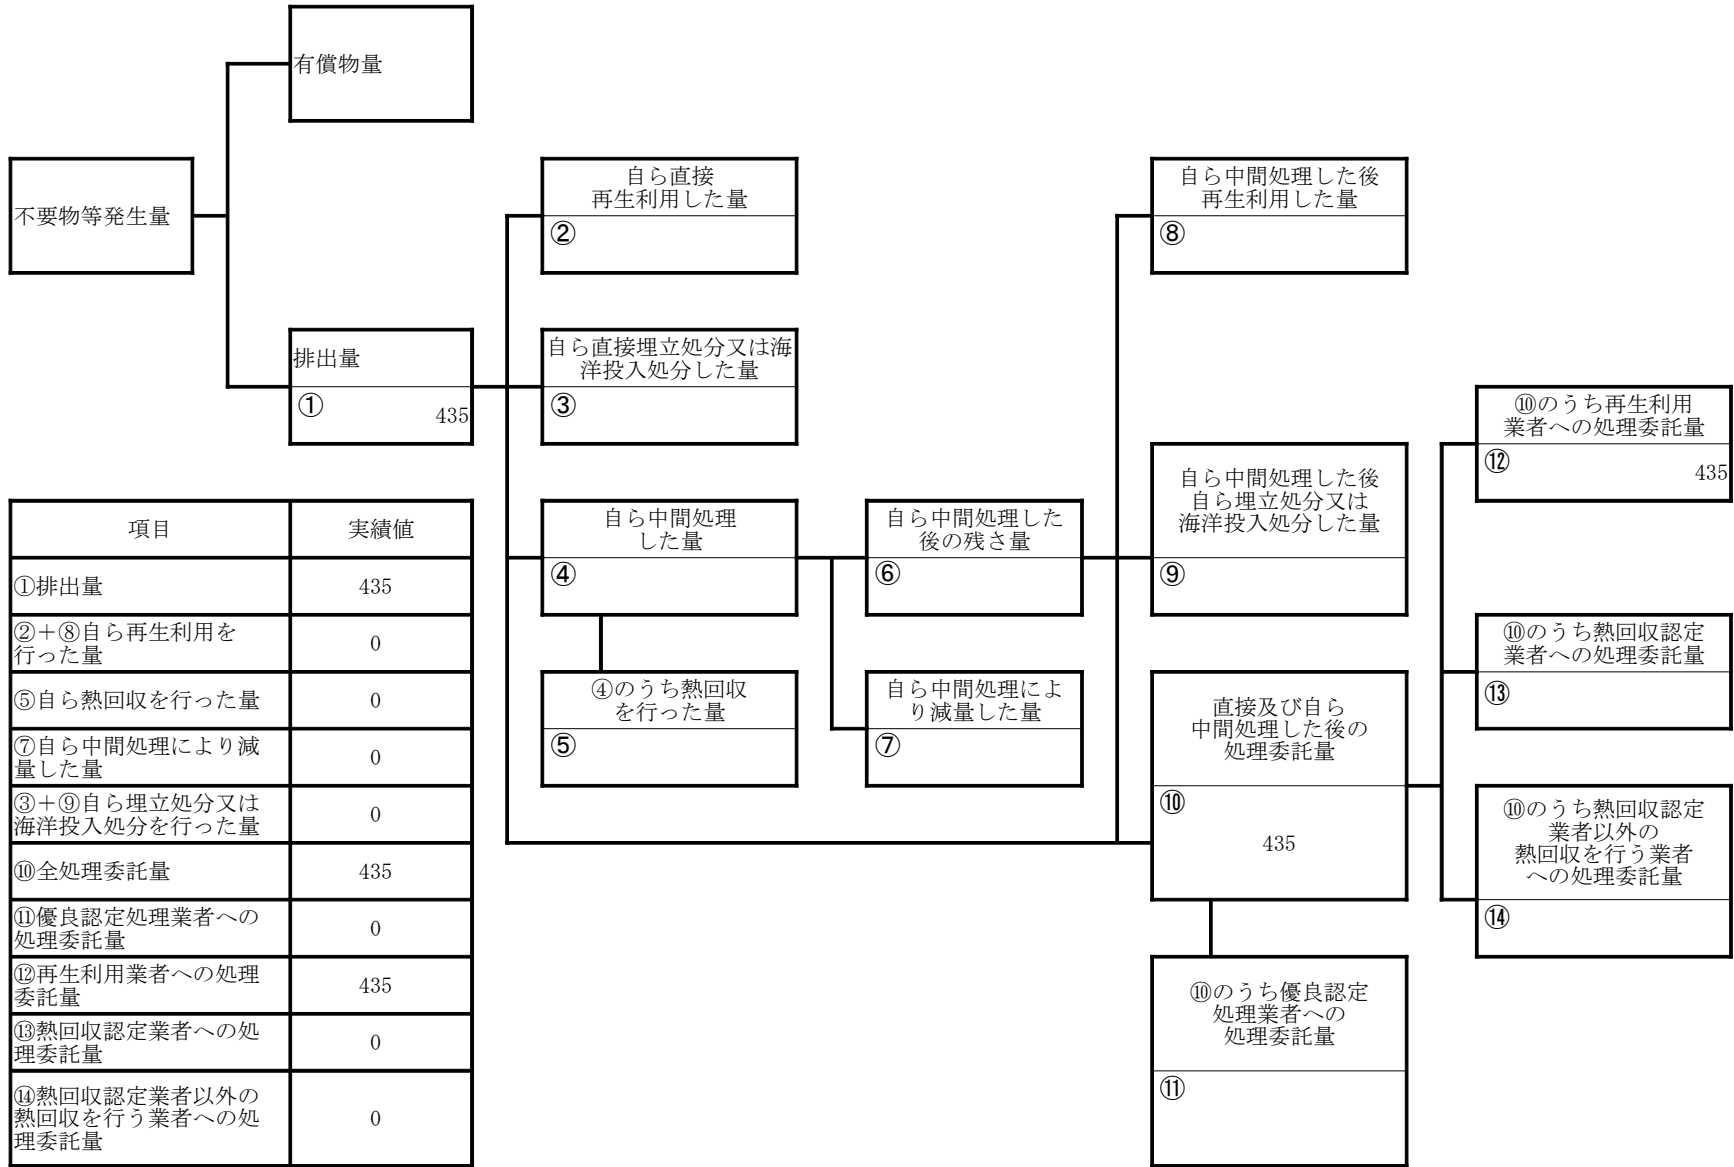 有償物量
不要物等発生量
自ら直接
再生利用した量
②
自ら中間処理した後
再生利用した量
⑧
排出量
①
435
自ら直接埋立処分又は海
洋投入処分した量
③
⑩のうち再生利用
業者への処理委託量
⑫
435
自ら中間処理
した量
④
自ら中間処理した
後の残さ量
⑥
自ら中間処理した後
自ら埋立処分又は
海洋投入処分した量
⑨
⑩のうち熱回収認定
業者への処理委託量
⑬
④のうち熱回収
を行った量
⑤
自ら中間処理によ
り減量した量
⑦
直接及び自ら
中間処理した後の
処理委託量
⑩
435
⑩のうち熱回収認定
業者以外の
熱回収を行う業者
への処理委託量
⑭
⑩のうち優良認定
処理業者への
処理委託量
⑪
項目
実績値
①排出量
435
②+⑧自ら再生利用を
行った量
0
⑤自ら熱回収を行った量
0
⑦自ら中間処理により減
量した量
0
③+⑨自ら埋立処分又は
海洋投入処分を行った量
0
⑩全処理委託量
435
⑪優良認定処理業者への
処理委託量
0
⑫再生利用業者への処理
委託量
435
⑬熱回収認定業者への処
理委託量
0
⑭熱回収認定業者以外の
熱回収を行う業者への処
理委託量
0